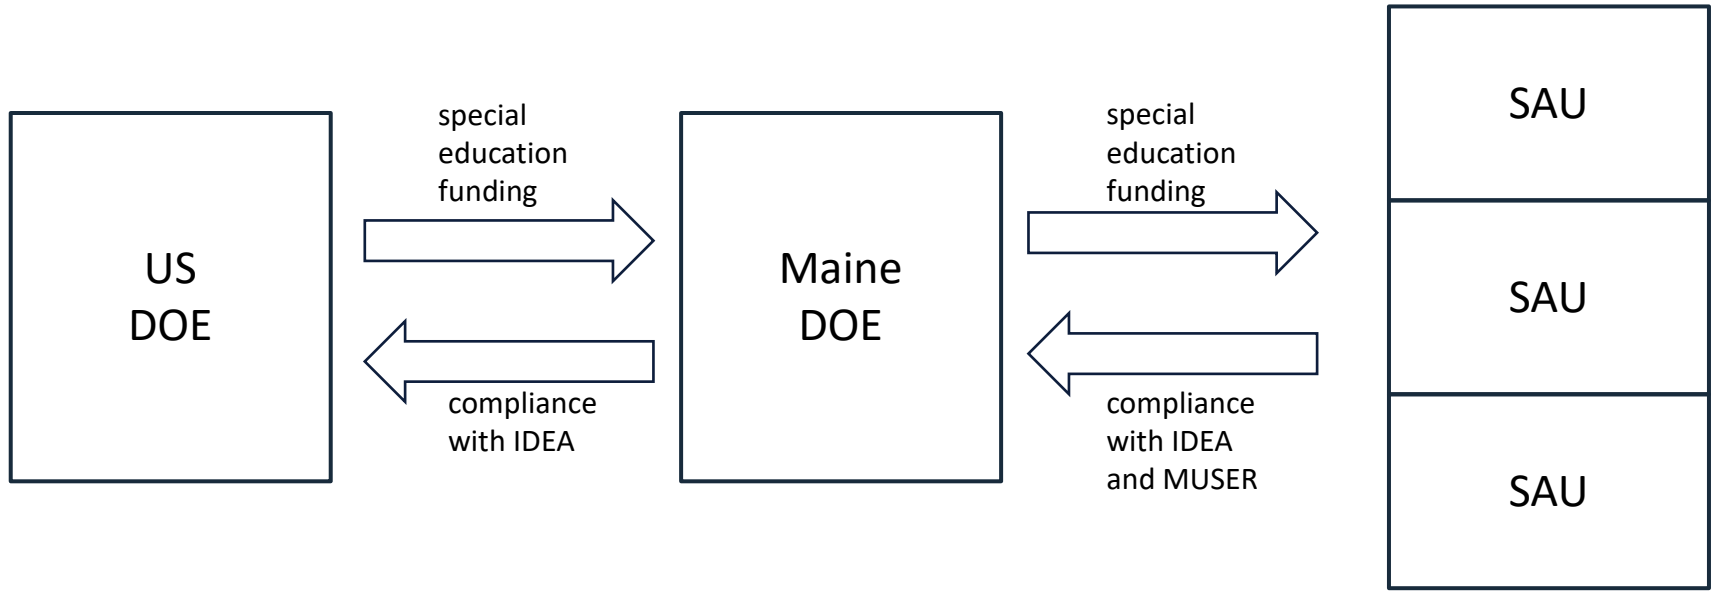 US
DOE
special
education
funding
compliance
with IDEA
Maine
DOE
special
education
funding
compliance
with IDEA
and MUSER
SAU
SAU
SAU